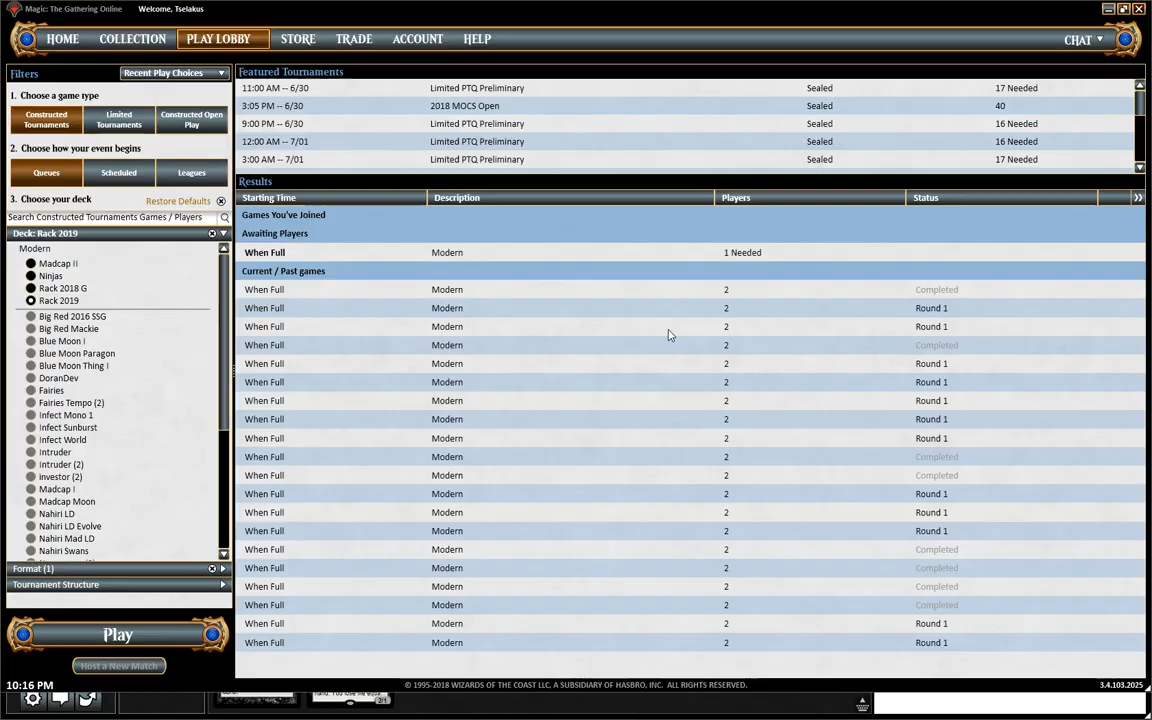 Magic: The Gathering Online Welcome, Tselakus
HOME COLLECTION PLAY LOBBY STORE TRADE ACCOUNT HELP CHAT
Filters Recent Play Choices
1. Choose a game type
Constructed Tournaments Limited Tournaments Constructed Open Play
2. Choose how your event begins
Queues Scheduled Leagues
3. Choose your deck Restore Defaults
Search Constructed Tournaments Games / Players
Deck: Rack 2019
Modern
Madcap II
Ninjas
Rack 2018 G
Rack 2019
Big Red 2016 SSG
Big Red Mackie
Blue Moon I
Blue Moon Paragon
Blue Moon Thing I
DoranDev
Fairies
Fairies Tempo (2)
Infect Mono 1
Infect Sunburst
Infect World
Intruder
Intruder (2)
investor (2)
Madcap I
Madcap Moon
Nahiri LD
Nahiri LD Evolve
Nahiri Mad LD
Nahiri Swans
Format (1)
Tournament Structure
Play
Host a New Match
10:16 PM
Featured Tournaments
11:00 AM -- 6/30 Limited PTQ Preliminary Sealed 17 Needed
3:05 PM -- 6/30 2018 MOCS Open Sealed 40
9:00 PM -- 6/30 Limited PTQ Preliminary Sealed 16 Needed
12:00 AM -- 7/01 Limited PTQ Preliminary Sealed 16 Needed
3:00 AM -- 7/01 Limited PTQ Preliminary Sealed 17 Needed
Results
Starting Time Description Players Status
Games You've Joined
Awaiting Players
When Full Modern 1 Needed
Current / Past games
When Full Modern 2 Completed
When Full Modern 2 Round 1
When Full Modern 2 Round 1
When Full Modern 2 Completed
When Full Modern 2 Round 1
When Full Modern 2 Round 1
When Full Modern 2 Round 1
When Full Modern 2 Round 1
When Full Modern 2 Round 1
When Full Modern 2 Completed
When Full Modern 2 Completed
When Full Modern 2 Round 1
When Full Modern 2 Round 1
When Full Modern 2 Round 1
When Full Modern 2 Completed
When Full Modern 2 Completed
When Full Modern 2 Completed
When Full Modern 2 Completed
When Full Modern 2 Round 1
When Full Modern 2 Round 1
© 1995-2018 WIZARDS OF THE COAST LLC, A SUBSIDIARY OF HASBRO, INC. ALL RIGHTS RESERVED. 3.4.103.2025
2/1